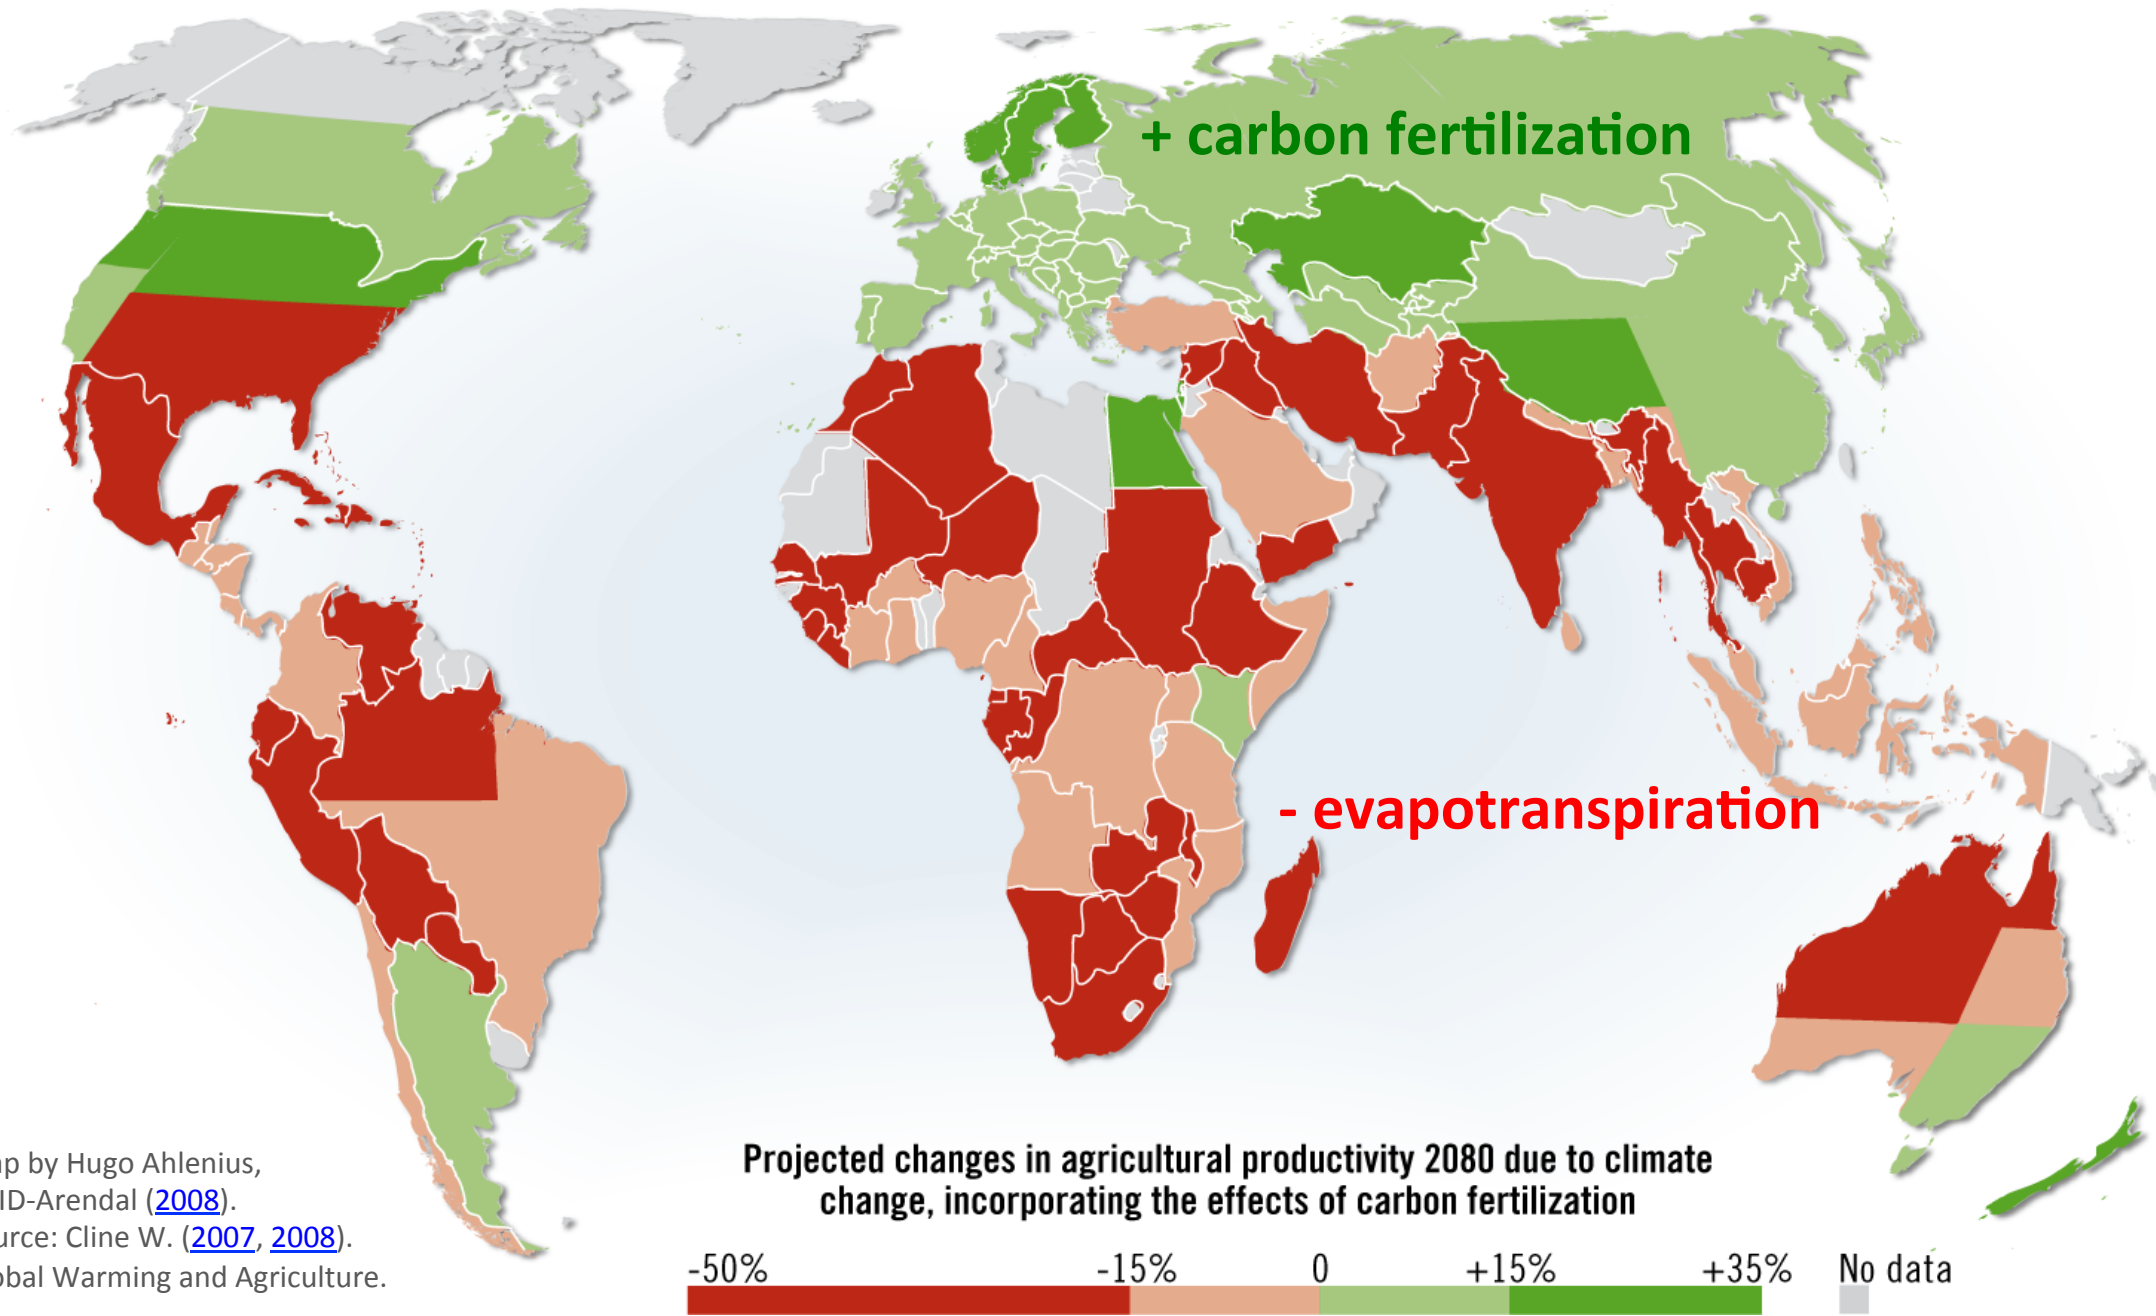 + carbon fertilization
- evapotranspiration
ap by Hugo Ahlenius,
ID-Arendal (2008).
urce: Cline W. (2007, 2008).
obal Warming and Agriculture.
Projected changes in agricultural productivity 2080 due to climate
change, incorporating the effects of carbon fertilization
-50% -15% 0 +15% +35% No data